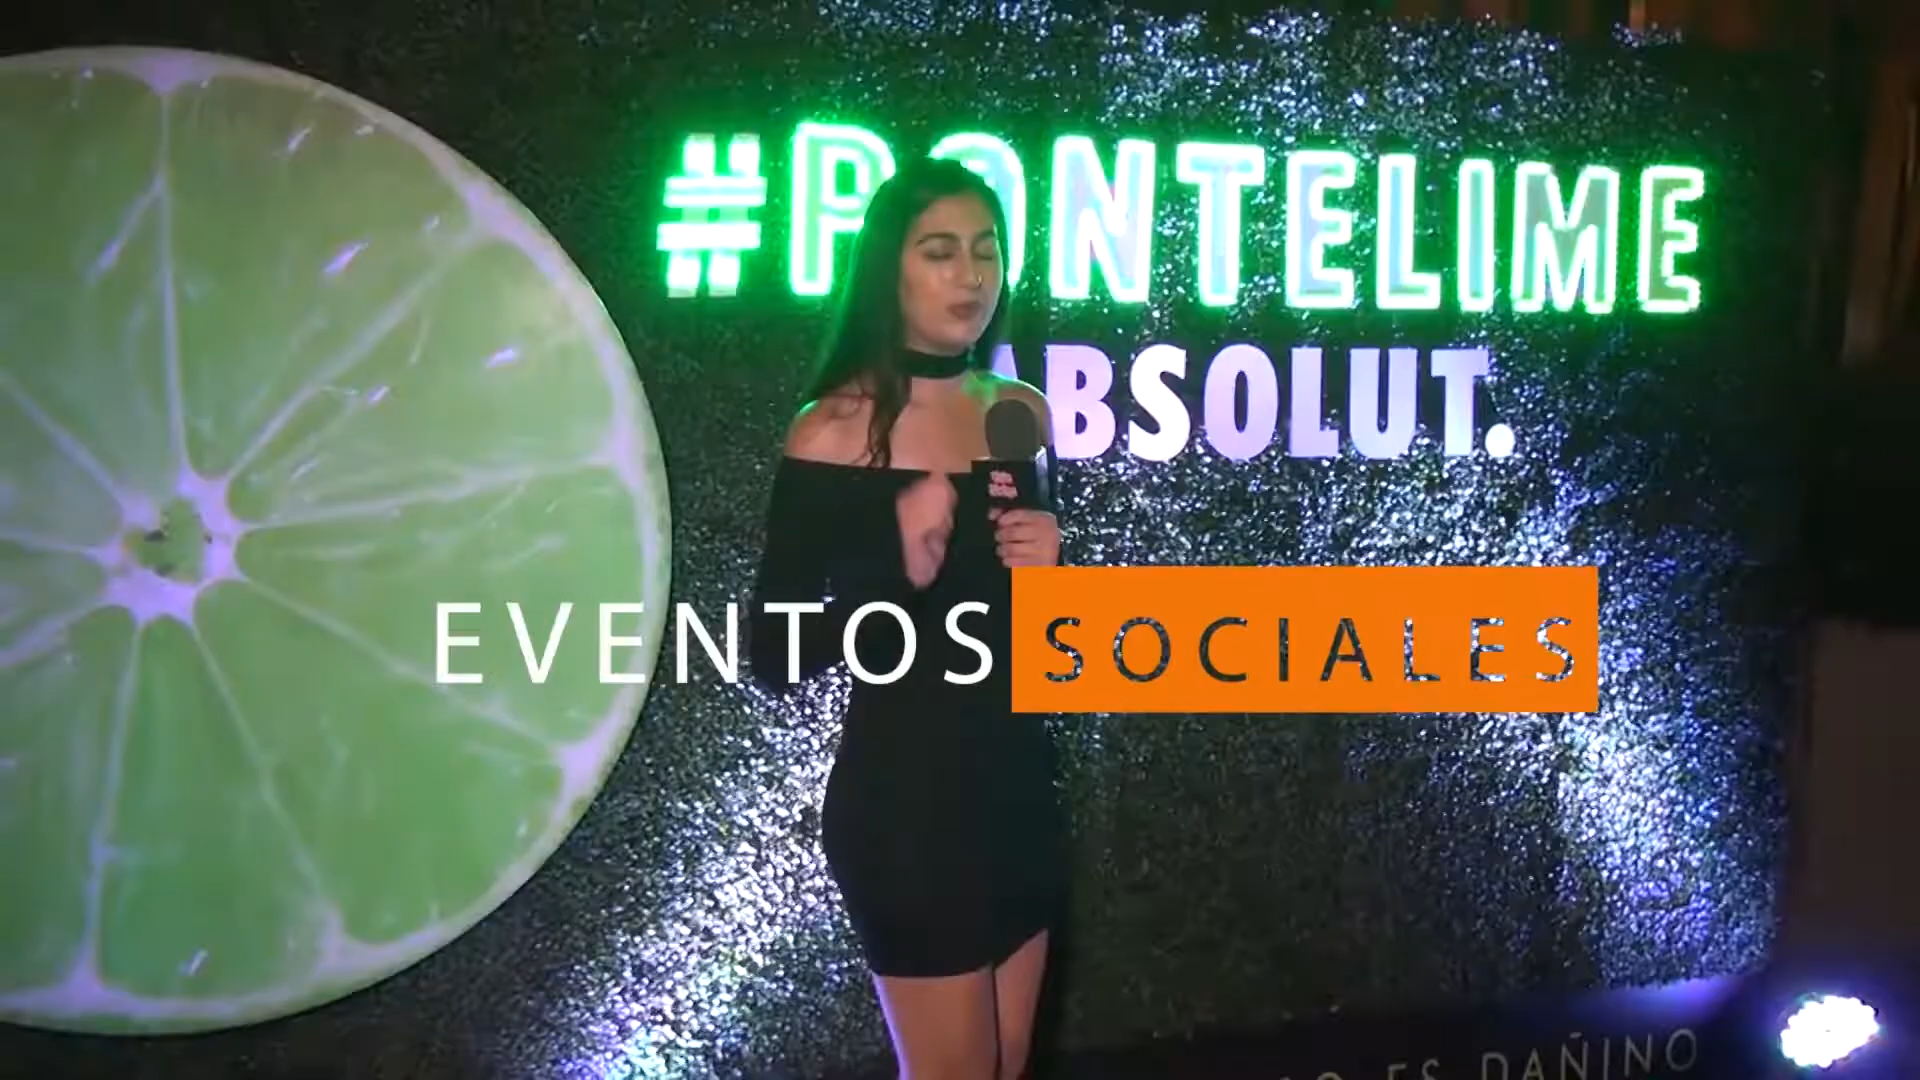 #PONTELIME
ABSOLUT.
EVENTOS SOCIALES
ES DAÑINO